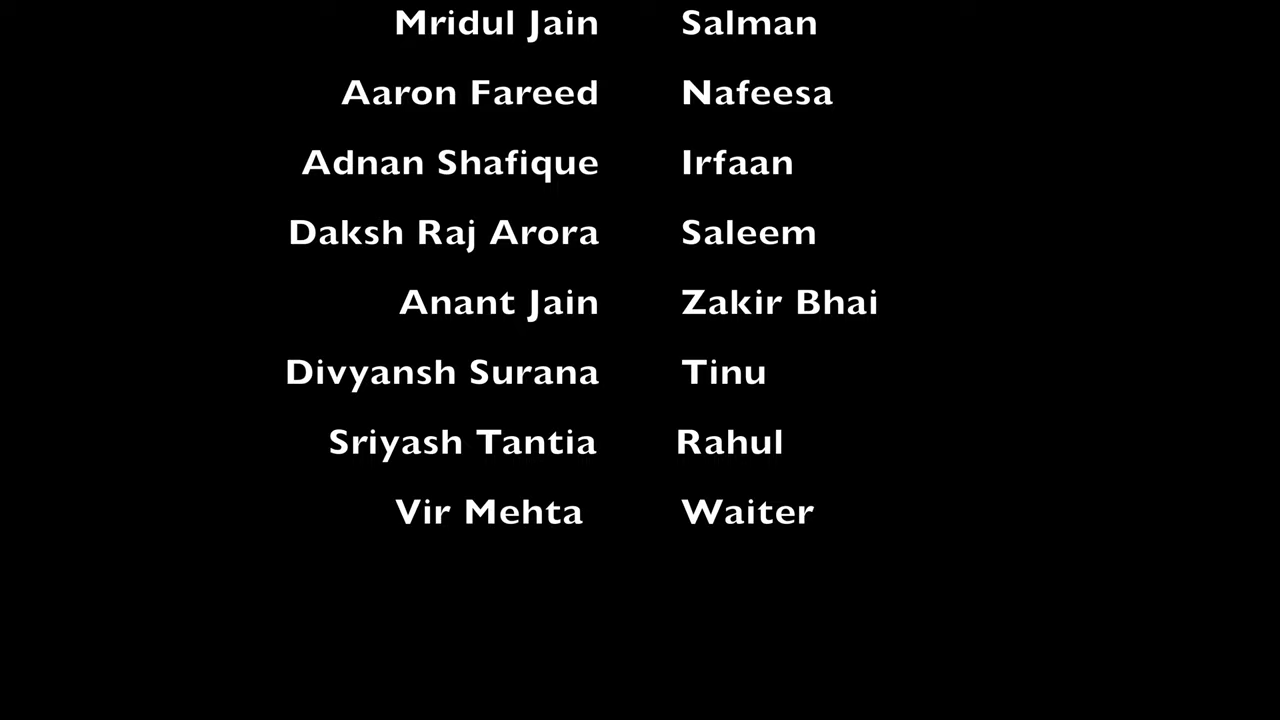 Mridul Jain Salman
Aaron Fareed Nafeesa
Adnan Shafique Irfaan
Daksh Raj Arora Saleem
Anant Jain Zakir Bhai
Divyansh Surana Tinu
Sriyash Tantia Rahul
Vir Mehta Waiter